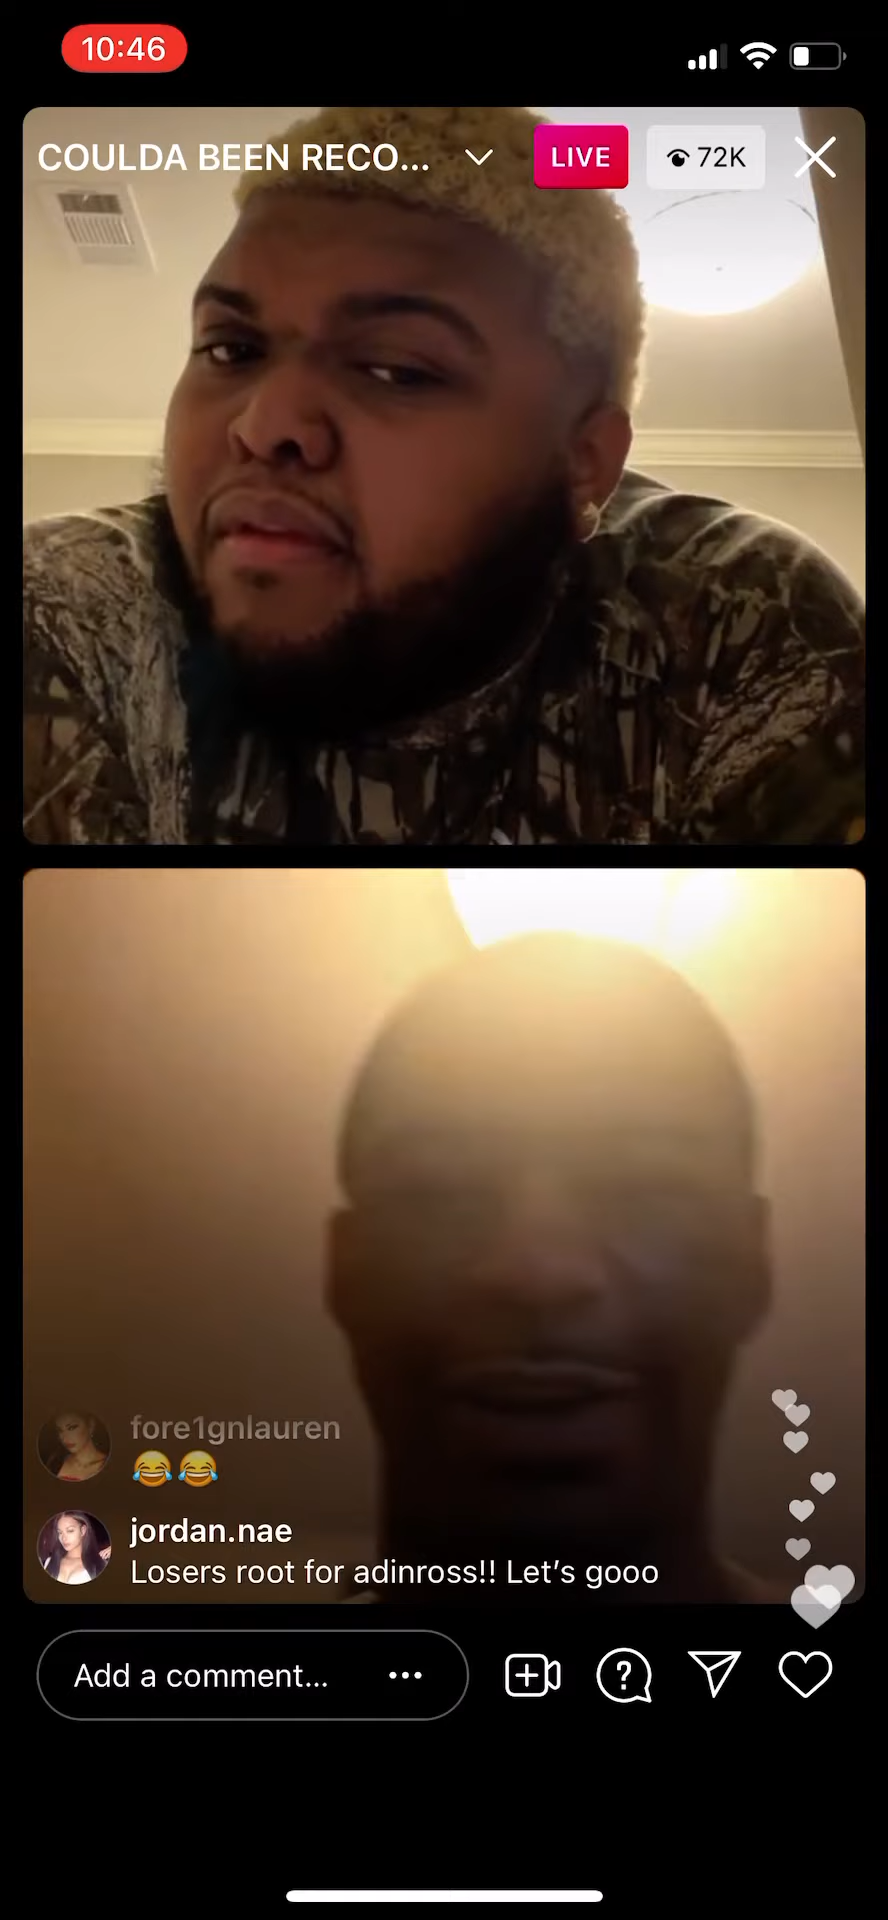 10:46
COULDA BEEN RECO...
LIVE
72K
fore1gnlauren
😂😂
jordan.nae
Losers root for adinross!! Let’s gooo
Add a comment...